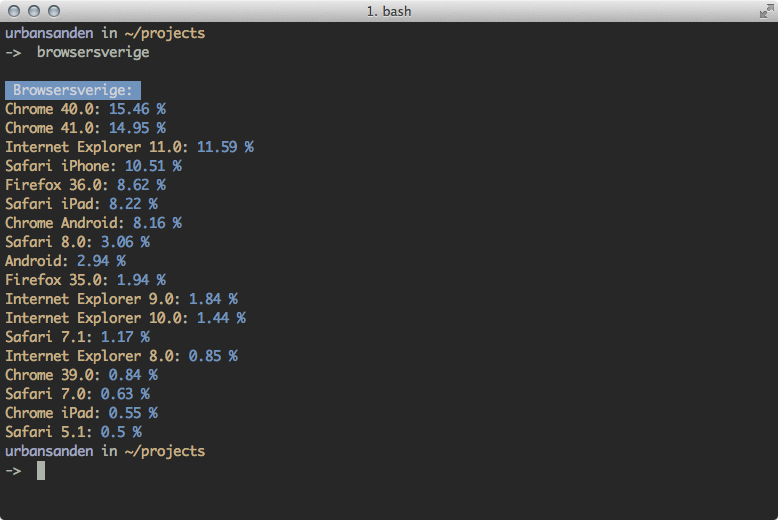 1. bash
urbansanden in ~/projects
-> browsersverige
Browsersverige:
Chrome 40.0: 15.46 %
Chrome 41.0: 14.95 %
Internet Explorer 11.0: 11.59 %
Safari iPhone: 10.51 %
Firefox 36.0: 8.62 %
Safari iPad: 8.22 %
Chrome Android: 8.16 %
Safari 8.0: 3.06 %
Android: 2.94 %
Firefox 35.0: 1.94 %
Internet Explorer 9.0: 1.84 %
Internet Explorer 10.0: 1.44 %
Safari 7.1: 1.17 %
Internet Explorer 8.0: 0.85 %
Chrome 39.0: 0.84 %
Safari 7.0: 0.63 %
Chrome iPad: 0.55 %
Safari 5.1: 0.5 %
urbansanden in ~/projects
->